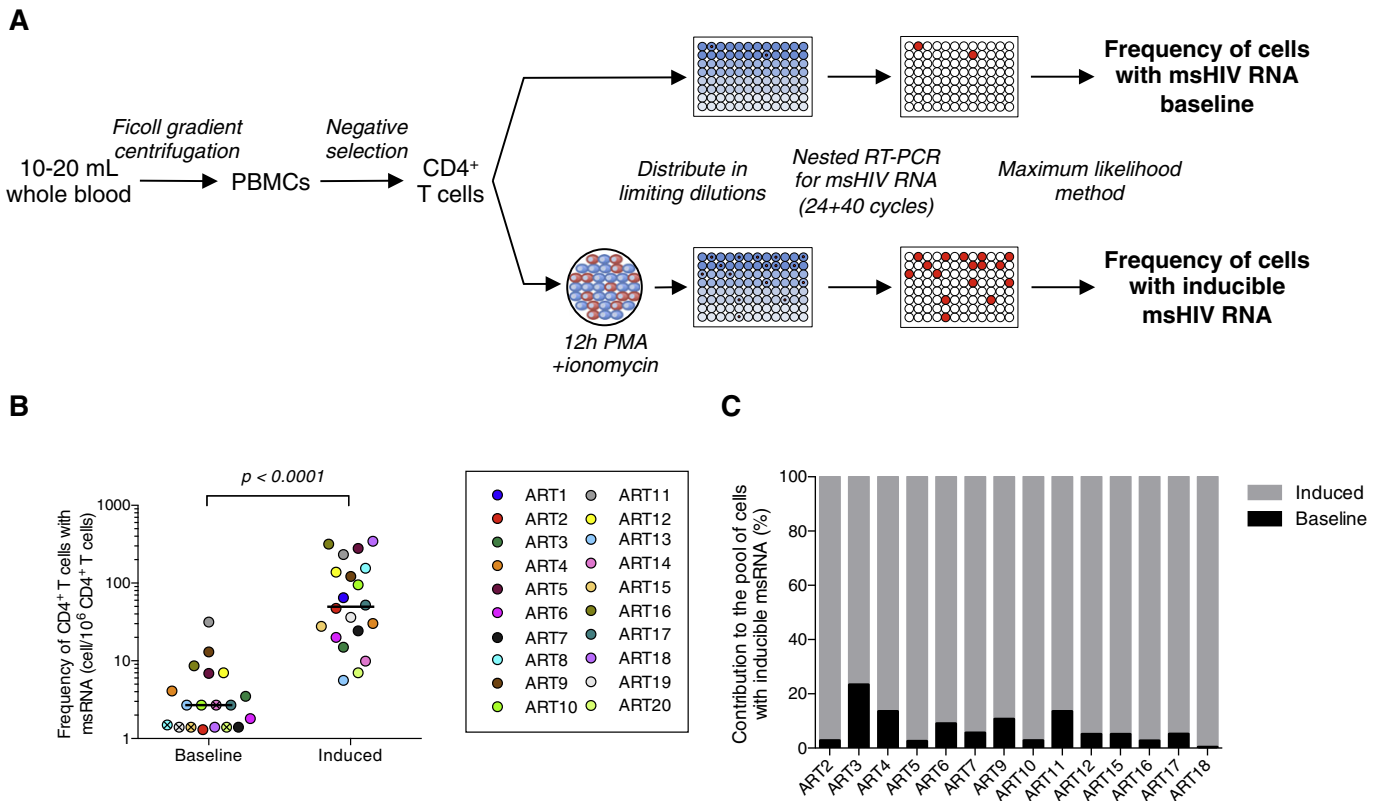 A
10-20 mL
whole blood
Ficoll gradient
centrifugation
PBMCs
Negative
selection
CD4+
T cells
12h PMA
+ionomycin
Distribute in
limiting dilutions
Nested RT-PCR
for msHIV RNA
(24+40 cycles)
Maximum likelihood
method
Frequency of cells
with msHIV RNA
baseline
Frequency of cells
with inducible
msHIV RNA
B
Frequency of CD4+ T cells with
msRNA (cell/10^6 CD4+ T cells)
1000
100
10
1
p < 0.0001
Baseline
Induced
ART1
ART2
ART3
ART4
ART5
ART6
ART7
ART8
ART9
ART10
ART11
ART12
ART13
ART14
ART15
ART16
ART17
ART18
ART19
ART20
C
Contribution to the pool of cells
with inducible msRNA (%)
100
80
60
40
20
0
ART2
ART3
ART4
ART5
ART6
ART7
ART9
ART10
ART11
ART12
ART15
ART16
ART17
ART18
Induced
Baseline